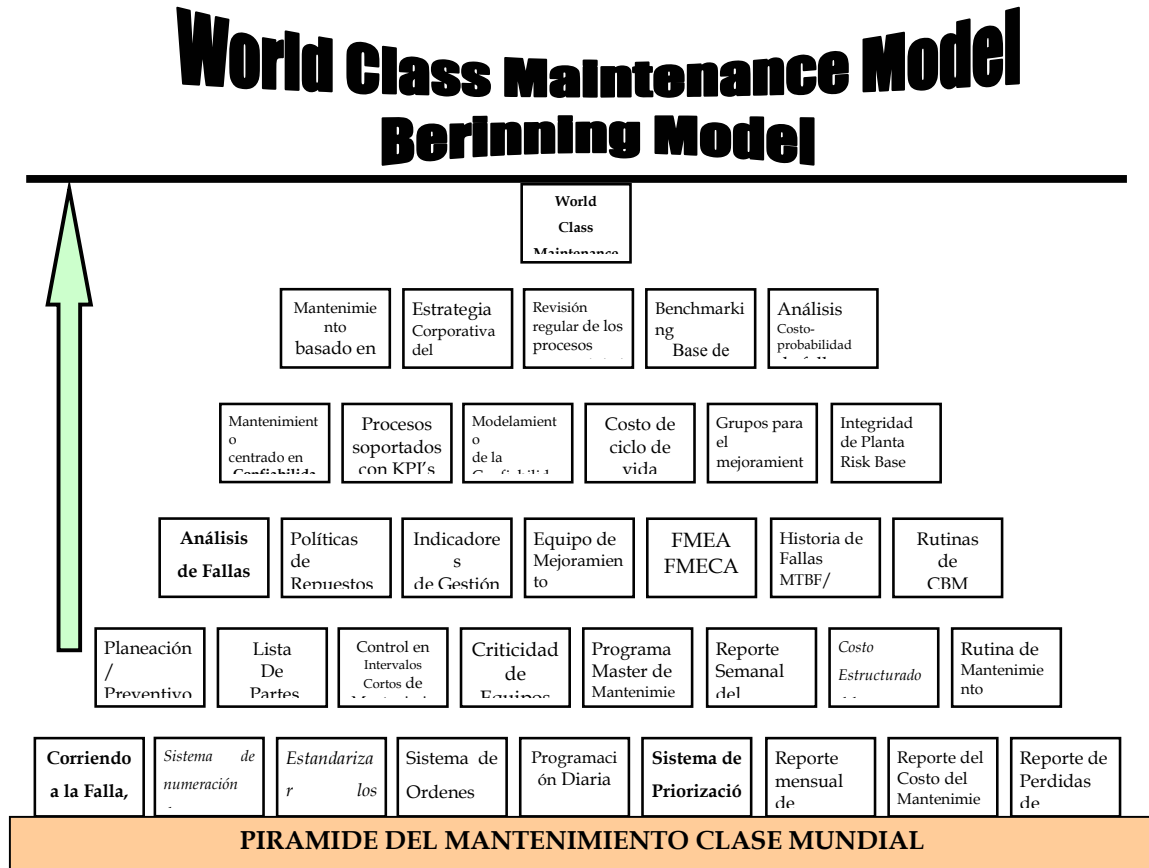 World Class Maintenance Model
Berinning Model
World
Class
Maintenance
Mantenimie
nto
basado en
Estrategia
Corporativa
del
Revisión
regular de los
procesos
Benchmarki
ng
Base de
Análisis
Costo-
probabilidad
Mantenimient
o
centrado en
Confiabilida
Procesos
soportados
con KPI's
Modelamient
o
de la
Costo de
ciclo de
vida
Grupos para
el
mejoramient
Integridad
de Planta
Risk Base
Análisis
de Fallas
Políticas
de
Repuestos
Indicadore
s
de Gestión
Equipo de
Mejoramien
to
FMEA
FMECA
Historia de
Fallas
MTBF/
Rutinas
de
CBM
Planeación
/
Preventivo
Lista
De
Partes
Control en
Intervalos
Cortos de
Criticidad
de
Equipos
Programa
Master de
Mantenimie
Reporte
Semanal
del
Costo
Estructurado
Rutina de
Mantenimie
nto
Corriendo
a la Falla,
Sistema de
numeración
Estandariza
r los
Sistema de
Ordenes
Programaci
ón Diaria
Sistema de
Priorizació
Reporte
mensual
de
Reporte del
Costo del
Mantenimie
Reporte de
Perdidas
de
PIRAMIDE DEL MANTENIMIENTO CLASE MUNDIAL